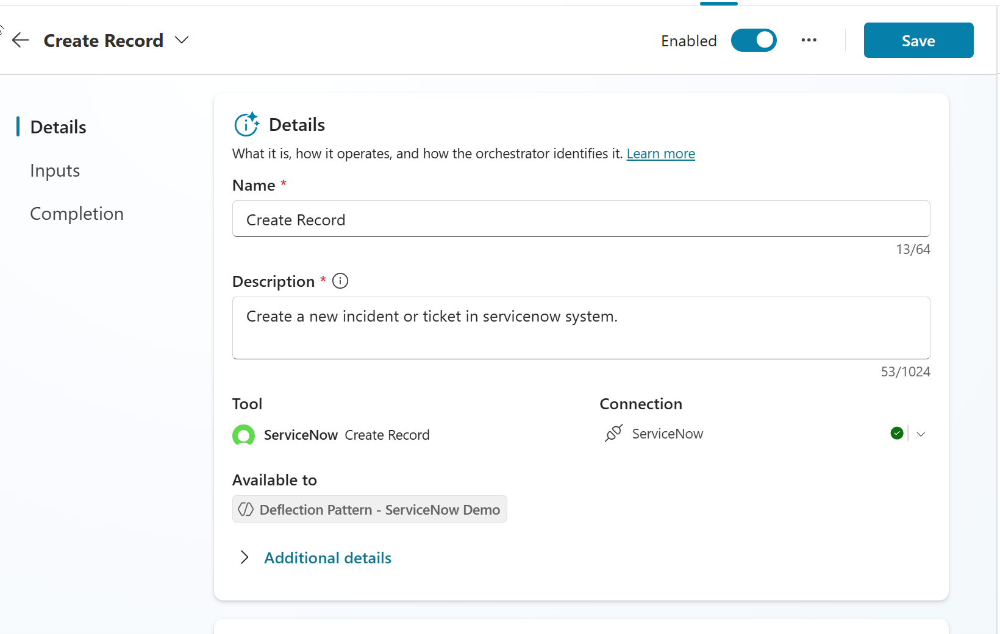 Create Record
Enabled
Save
Details
Inputs
Completion
Details
What it is, how it operates, and how the orchestrator identifies it. Learn more
Name *
Create Record
13/64
Description *
Create a new incident or ticket in servicenow system.
53/1024
Tool
Connection
ServiceNow Create Record
ServiceNow
Available to
Deflection Pattern - ServiceNow Demo
Additional details